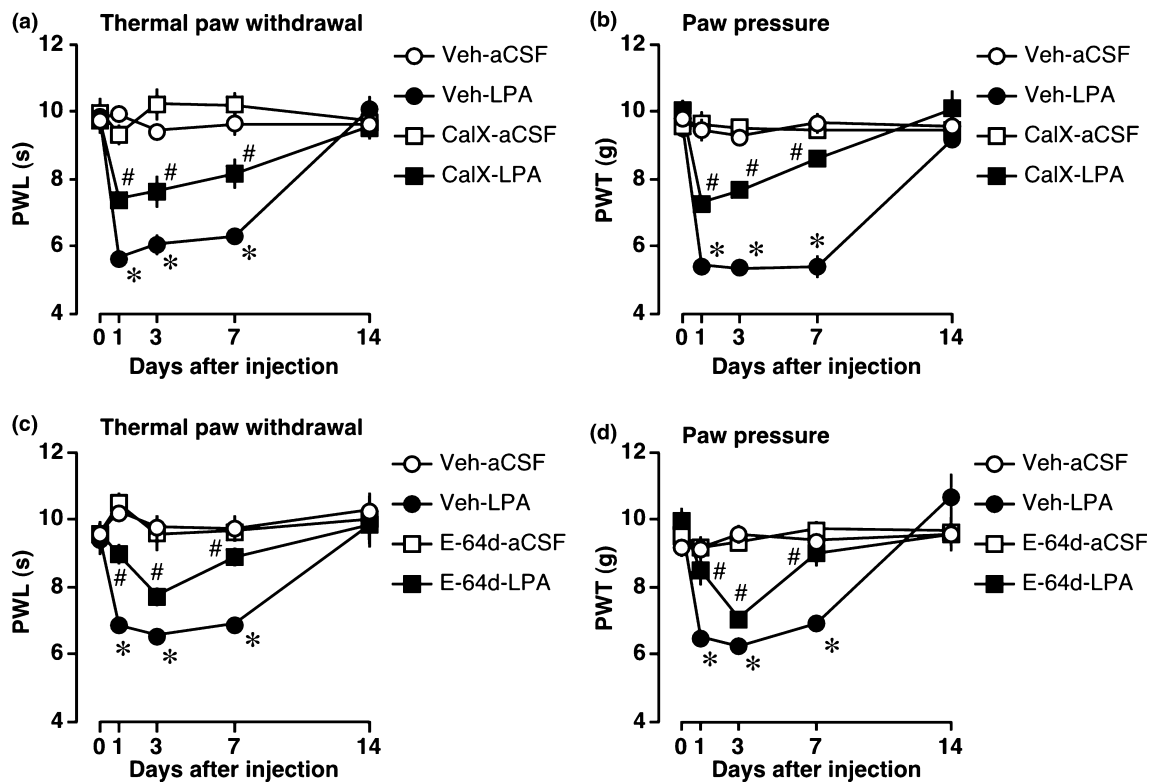 (a) Thermal paw withdrawal
12
10
8
6
4
PWL (s)
# # #
* * *
0 1 3 7 14
Days after injection
Veh-aCSF
Veh-LPA
CalX-aCSF
CalX-LPA
(b) Paw pressure
12
10
8
6
4
PWT (g)
# # #
* * *
0 1 3 7 14
Days after injection
Veh-aCSF
Veh-LPA
CalX-aCSF
CalX-LPA
(c) Thermal paw withdrawal
12
10
8
6
4
PWL (s)
# # #
* * *
0 1 3 7 14
Days after injection
Veh-aCSF
Veh-LPA
E-64d-aCSF
E-64d-LPA
(d) Paw pressure
12
10
8
6
4
PWT (g)
# # #
* * *
0 1 3 7 14
Days after injection
Veh-aCSF
Veh-LPA
E-64d-aCSF
E-64d-LPA